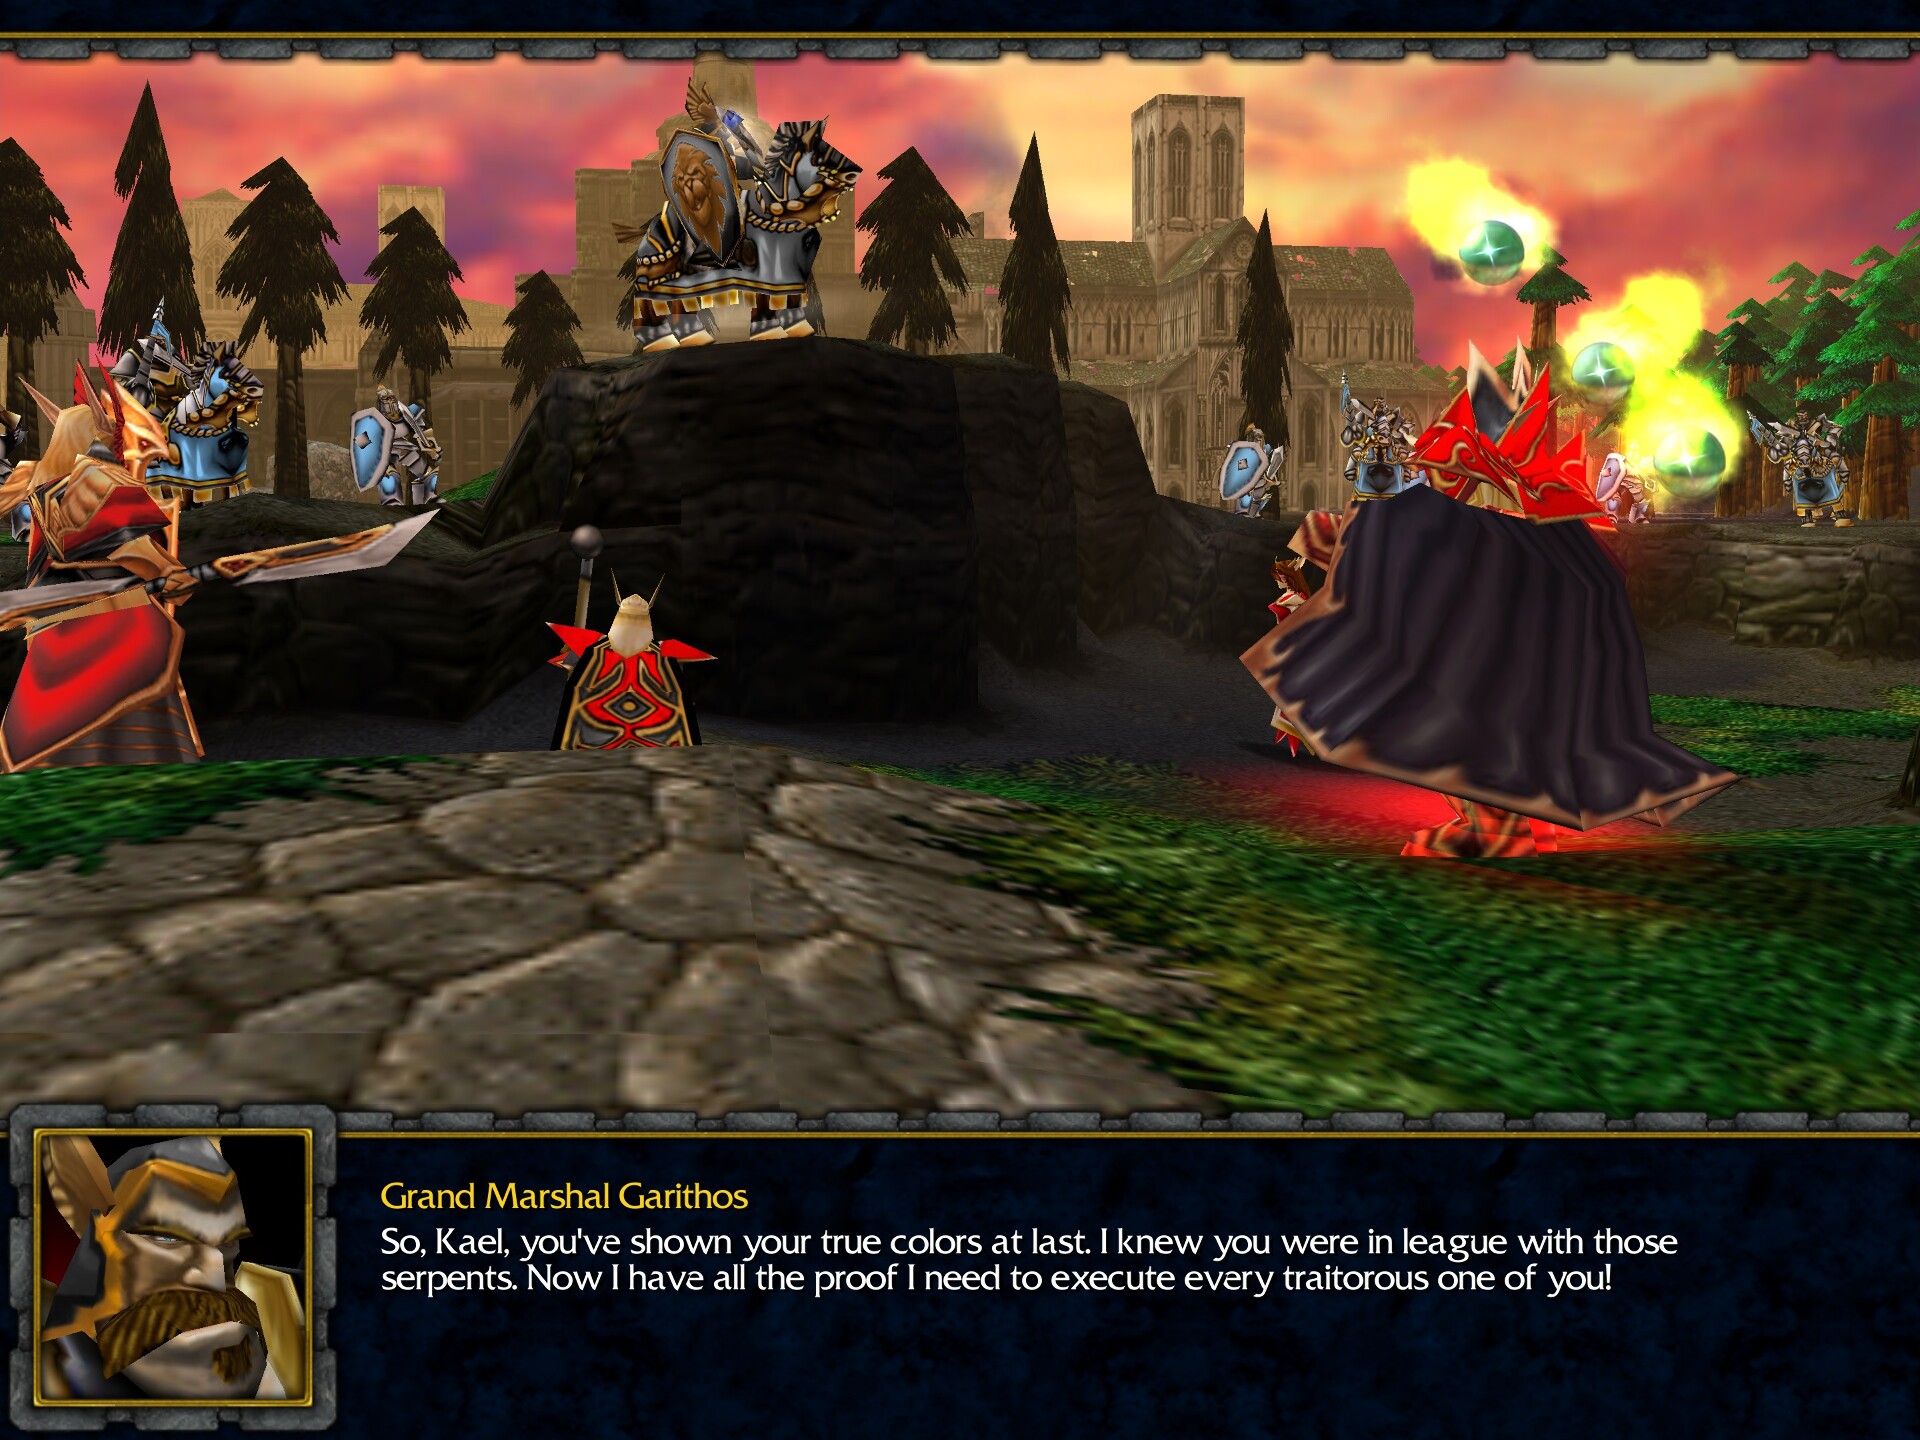 Grand Marshal Garithos
So, Kael, you've shown your true colors at last. I knew you were in league with those
serpents. Now I have all the proof I need to execute every traitorous one of you!